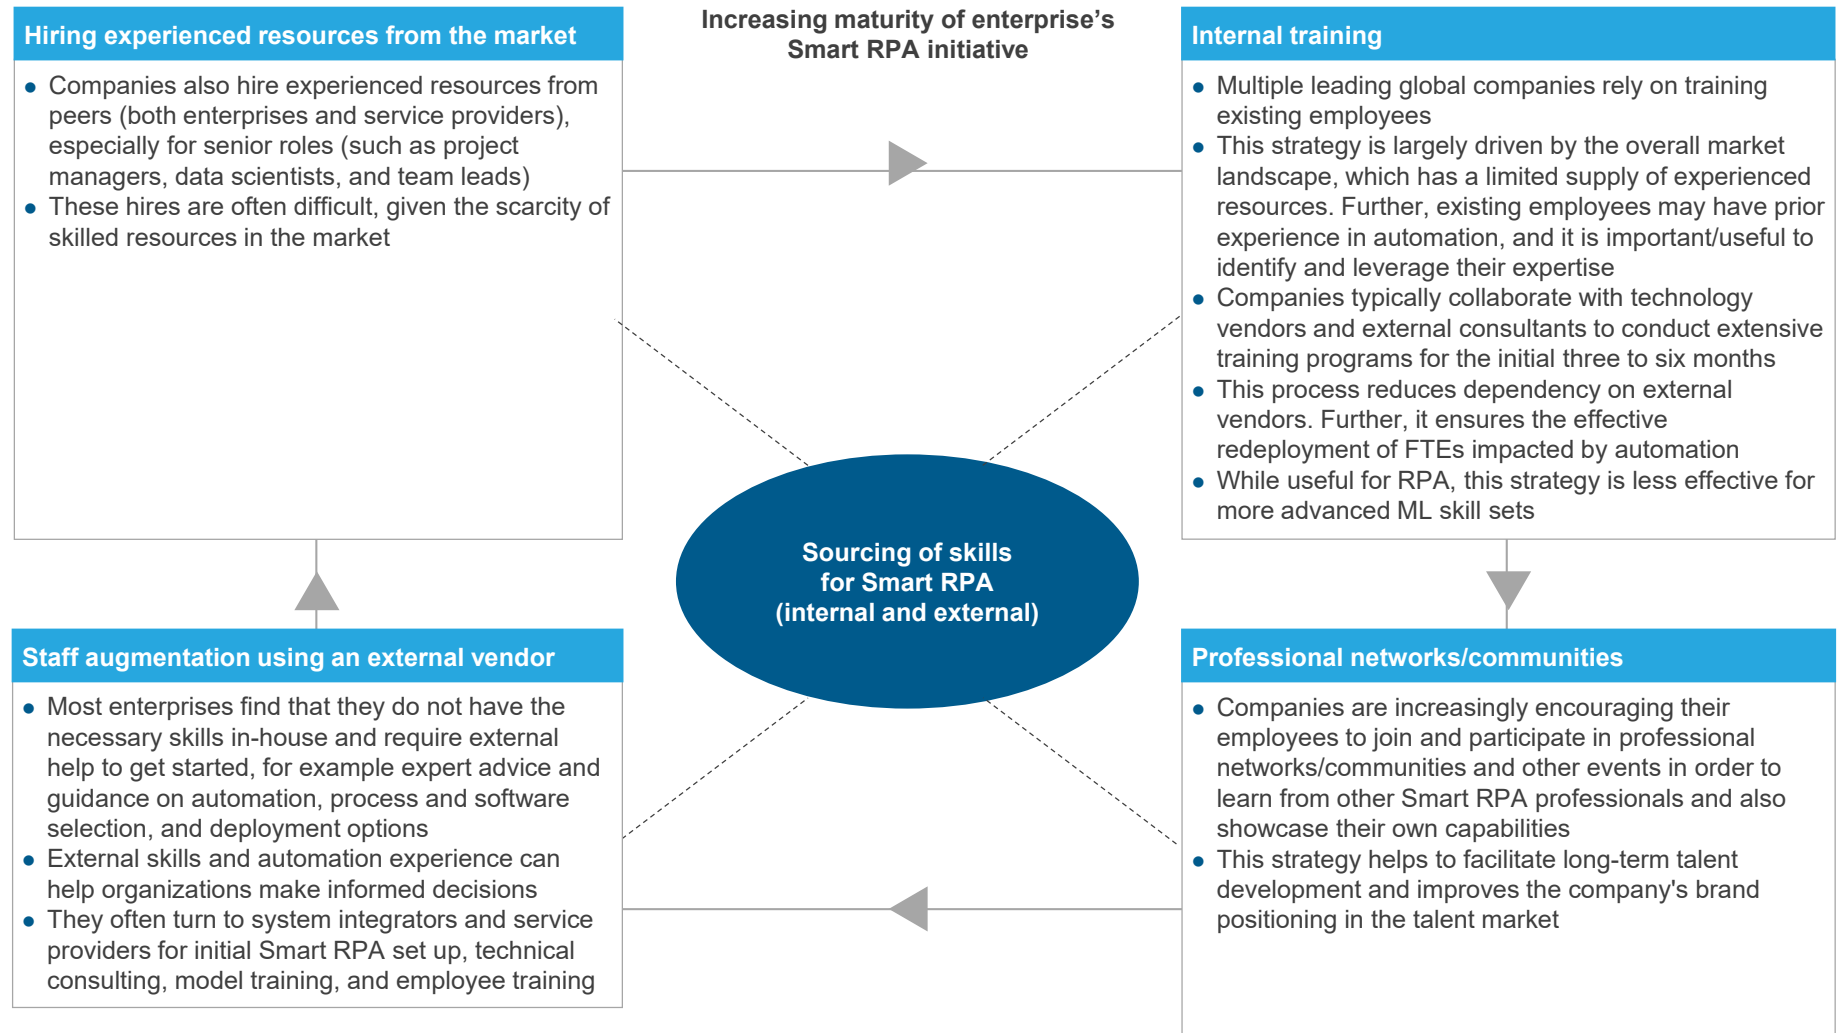 Increasing maturity of enterprise’s
Smart RPA initiative
Hiring experienced resources from the market
● Companies also hire experienced resources from
peers (both enterprises and service providers),
especially for senior roles (such as project
managers, data scientists, and team leads)
● These hires are often difficult, given the scarcity of
skilled resources in the market
Internal training
● Multiple leading global companies rely on training
existing employees
● This strategy is largely driven by the overall market
landscape, which has a limited supply of experienced
resources. Further, existing employees may have prior
experience in automation, and it is important/useful to
identify and leverage their expertise
● Companies typically collaborate with technology
vendors and external consultants to conduct extensive
training programs for the initial three to six months
● This process reduces dependency on external
vendors. Further, it ensures the effective
redeployment of FTEs impacted by automation
● While useful for RPA, this strategy is less effective for
more advanced ML skill sets
Sourcing of skills
for Smart RPA
(internal and external)
Staff augmentation using an external vendor
● Most enterprises find that they do not have the
necessary skills in-house and require external
help to get started, for example expert advice and
guidance on automation, process and software
selection, and deployment options
● External skills and automation experience can
help organizations make informed decisions
● They often turn to system integrators and service
providers for initial Smart RPA set up, technical
consulting, model training, and employee training
Professional networks/communities
● Companies are increasingly encouraging their
employees to join and participate in professional
networks/communities and other events in order to
learn from other Smart RPA professionals and also
showcase their own capabilities
● This strategy helps to facilitate long-term talent
development and improves the company's brand
positioning in the talent market